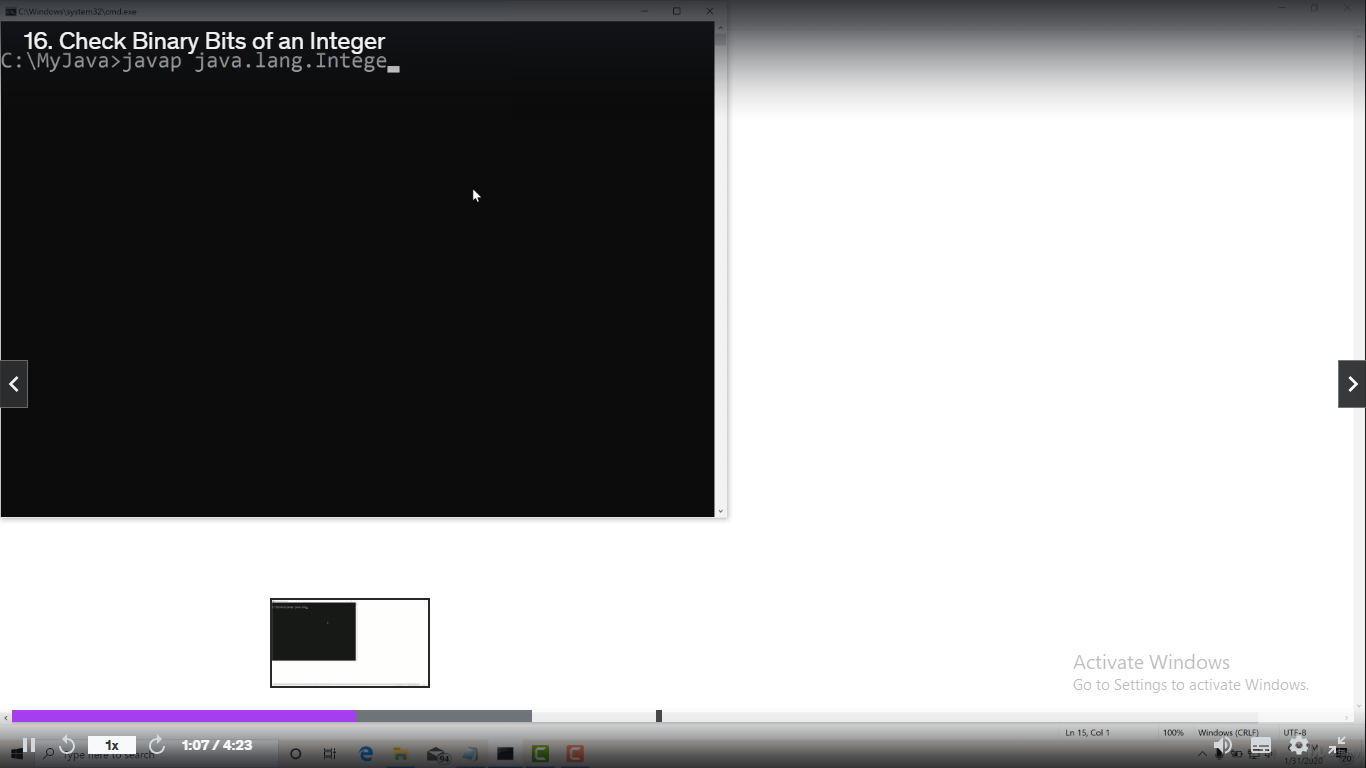 C:\Windows\system32\cmd.exe
16. Check Binary Bits of an Integer
C:\MyJava>javap java.lang.Intege
Activate Windows
Go to Settings to activate Windows.
Ln 15, Col 1
100%
Windows (CRLF)
UTF-8
1x
1:07 / 4:23
Type here to search
94
1/31/2020
20